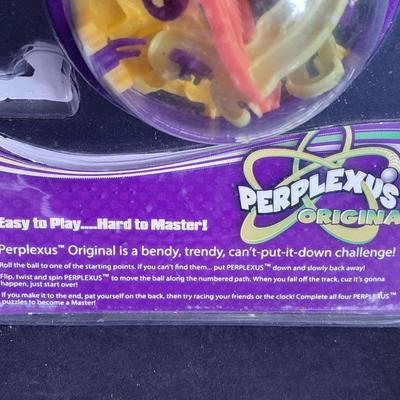 PERPLEXUS
ORIGINA
Easy to Play....Hard to Master!
Perplexus™ Original is a bendy, trendy, can't-put-it-down challenge!
Roll the ball to one of the starting points. If you can't find them... put PERPLEXUS™ down and slowly back away!
Flip, twist and spin PERPLEXUS™ to move the ball along the numbered path. When you fall off the track, cuz it's gonna
happen, just start over!
If you make it to the end, pat yourself on the back, then try racing your friends or the clock! Complete all four PERPLEXUS™
puzzles to become a Master!